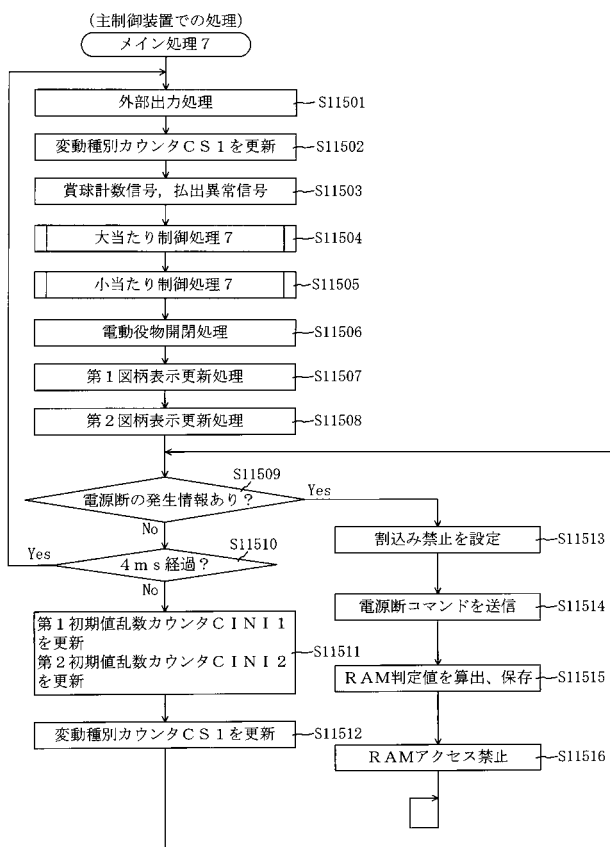 (主制御装置での処理)
メイン処理7
外部出力処理
S11501
変動種別カウンタCS1を更新
S11502
賞球計数信号,払出異常信号
S11503
大当たり制御処理7
S11504
小当たり制御処理7
S11505
電動役物開閉処理
S11506
第1図柄表示更新処理
S11507
第2図柄表示更新処理
S11508
S11509
電源断の発生情報あり?
Yes
No
S11510
4ms経過?
Yes
No
第1初期値乱数カウンタCINI1
を更新
第2初期値乱数カウンタCINI2
を更新
S11511
変動種別カウンタCS1を更新
S11512
割込み禁止を設定
S11513
電源断コマンドを送信
S11514
RAM判定値を算出、保存
S11515
RAMアクセス禁止
S11516